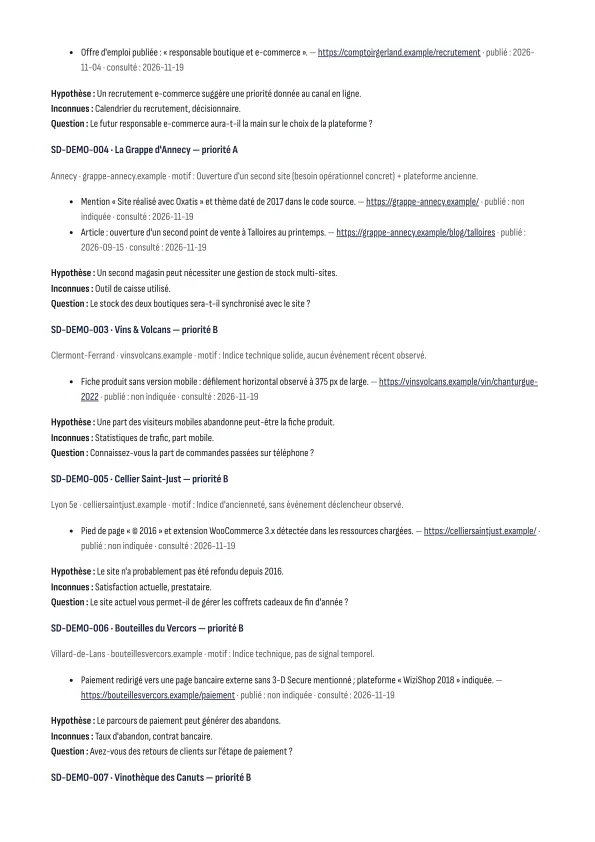 • Offre d'emploi publiée : « responsable boutique et e-commerce ». — https://comptoirgerland.example/recrutement · publié : 2026-
11-04 · consulté : 2026-11-19
Hypothèse : Un recrutement e-commerce suggère une priorité donnée au canal en ligne.
Inconnues : Calendrier du recrutement, décisionnaire.
Question : Le futur responsable e-commerce aura-t-il la main sur le choix de la plateforme ?
SD-DEMO-004 · La Grappe d'Annecy — priorité A
Annecy · grappe-annecy.example · motif : Ouverture d'un second site (besoin opérationnel concret) + plateforme ancienne.
• Mention « Site réalisé avec Oxatis » et thème daté de 2017 dans le code source. — https://grappe-annecy.example/ · publié : non
indiquée · consulté : 2026-11-19
• Article : ouverture d'un second point de vente à Talloires au printemps. — https://grappe-annecy.example/blog/talloires · publié :
2026-09-15 · consulté : 2026-11-19
Hypothèse : Un second magasin peut nécessiter une gestion de stock multi-sites.
Inconnues : Outil de caisse utilisé.
Question : Le stock des deux boutiques sera-t-il synchronisé avec le site ?
SD-DEMO-003 · Vins & Volcans — priorité B
Clermont-Ferrand · vinsvolcans.example · motif : Indice technique solide, aucun événement récent observé.
• Fiche produit sans version mobile : défilement horizontal observé à 375 px de large. — https://vinsvolcans.example/vin/chanturgue-
2022 · publié : non indiquée · consulté : 2026-11-19
Hypothèse : Une part des visiteurs mobiles abandonne peut-être la fiche produit.
Inconnues : Statistiques de trafic, part mobile.
Question : Connaissez-vous la part de commandes passées sur téléphone ?
SD-DEMO-005 · Cellier Saint-Just — priorité B
Lyon 5e · celliersaintjust.example · motif : Indice d'ancienneté, sans événement déclencheur observé.
• Pied de page « © 2016 » et extension WooCommerce 3.x détectée dans les ressources chargées. — https://celliersaintjust.example/ ·
publié : non indiquée · consulté : 2026-11-19
Hypothèse : Le site n'a probablement pas été refondu depuis 2016.
Inconnues : Satisfaction actuelle, prestataire.
Question : Le site actuel vous permet-il de gérer les coffrets cadeaux de fin d'année ?
SD-DEMO-006 · Bouteilles du Vercors — priorité B
Villard-de-Lans · bouteillesvercors.example · motif : Indice technique, pas de signal temporel.
• Paiement redirigé vers une page bancaire externe sans 3-D Secure mentionné ; plateforme « WiziShop 2018 » indiquée. —
https://bouteillesvercors.example/paiement · publié : non indiquée · consulté : 2026-11-19
Hypothèse : Le parcours de paiement peut générer des abandons.
Inconnues : Taux d'abandon, contrat bancaire.
Question : Avez-vous des retours de clients sur l'étape de paiement ?
SD-DEMO-007 · Vinothèque des Canuts — priorité B